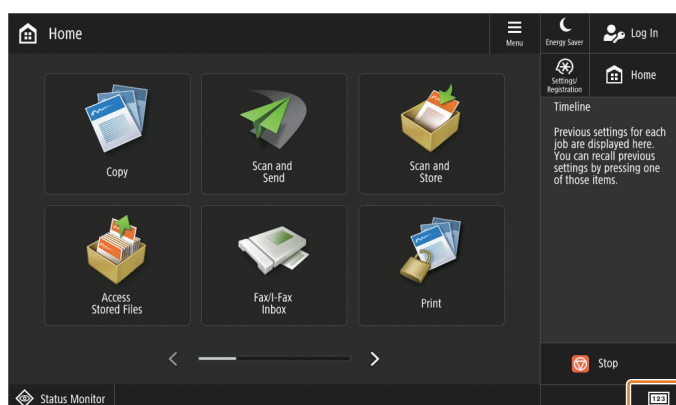 Home
Menu
Energy Saver
Log In
Settings/
Registration
Home
Copy
Scan and
Send
Scan and
Store
Access
Stored Files
Fax/I-Fax
Inbox
Print
Timeline
Previous settings for each
job are displayed here.
You can recall previous
settings by pressing one
of those items.
Stop
Status Monitor
123